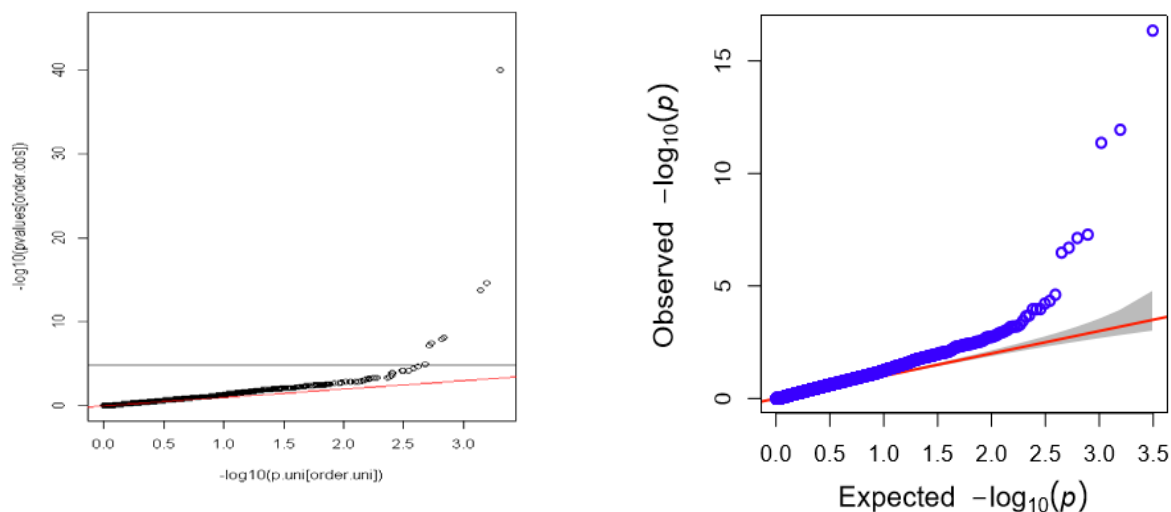 -log10(pvalues[order.obs])
40
30
20
10
0
0.0 0.5 1.0 1.5 2.0 2.5 3.0
-log10(p.uni[order.uni])
Observed −log10(p)
15
10
5
0
0.0 0.5 1.0 1.5 2.0 2.5 3.0 3.5
Expected −log10(p)